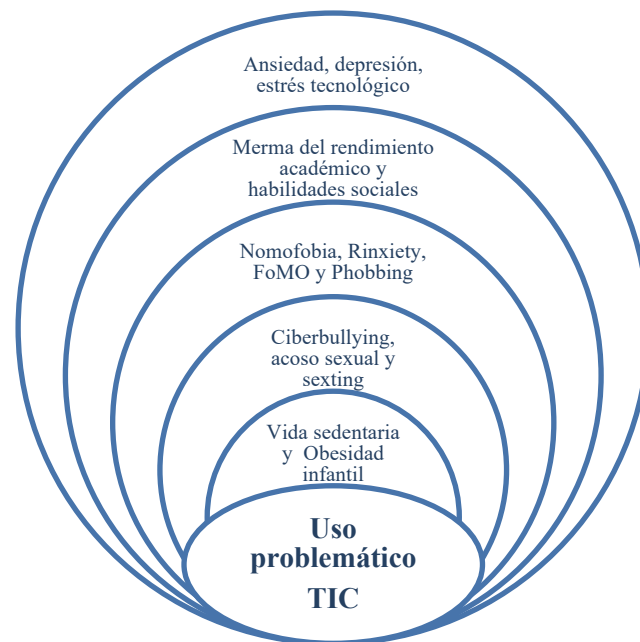 Ansiedad, depresión,
estrés tecnológico
Merma del rendimiento
académico y
habilidades sociales
Nomofobia, Rinxiety,
FoMO y Phobbing
Ciberbullying,
acoso sexual y
sexting
Vida sedentaria
y Obesidad
infantil
Uso
problemático
TIC